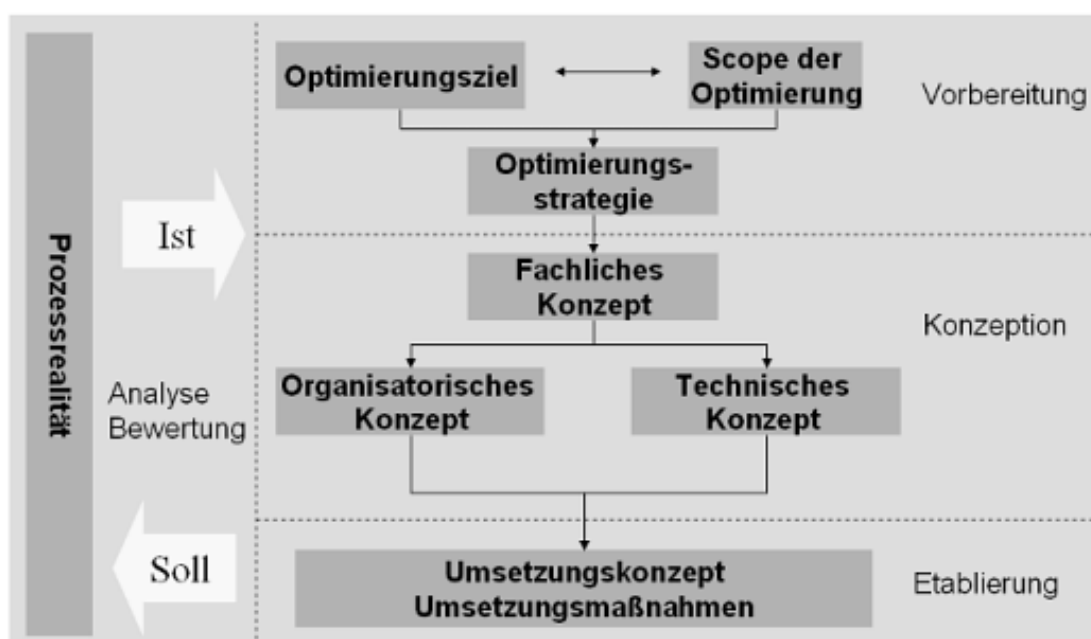 Prozessrealität
Ist
Analyse
Bewertung
Soll
Optimierungsziel
Scope der
Optimierung
Vorbereitung
Optimierungs-
strategie
Fachliches
Konzept
Konzeption
Organisatorisches
Konzept
Technisches
Konzept
Umsetzungskonzept
Umsetzungsmaßnahmen
Etablierung